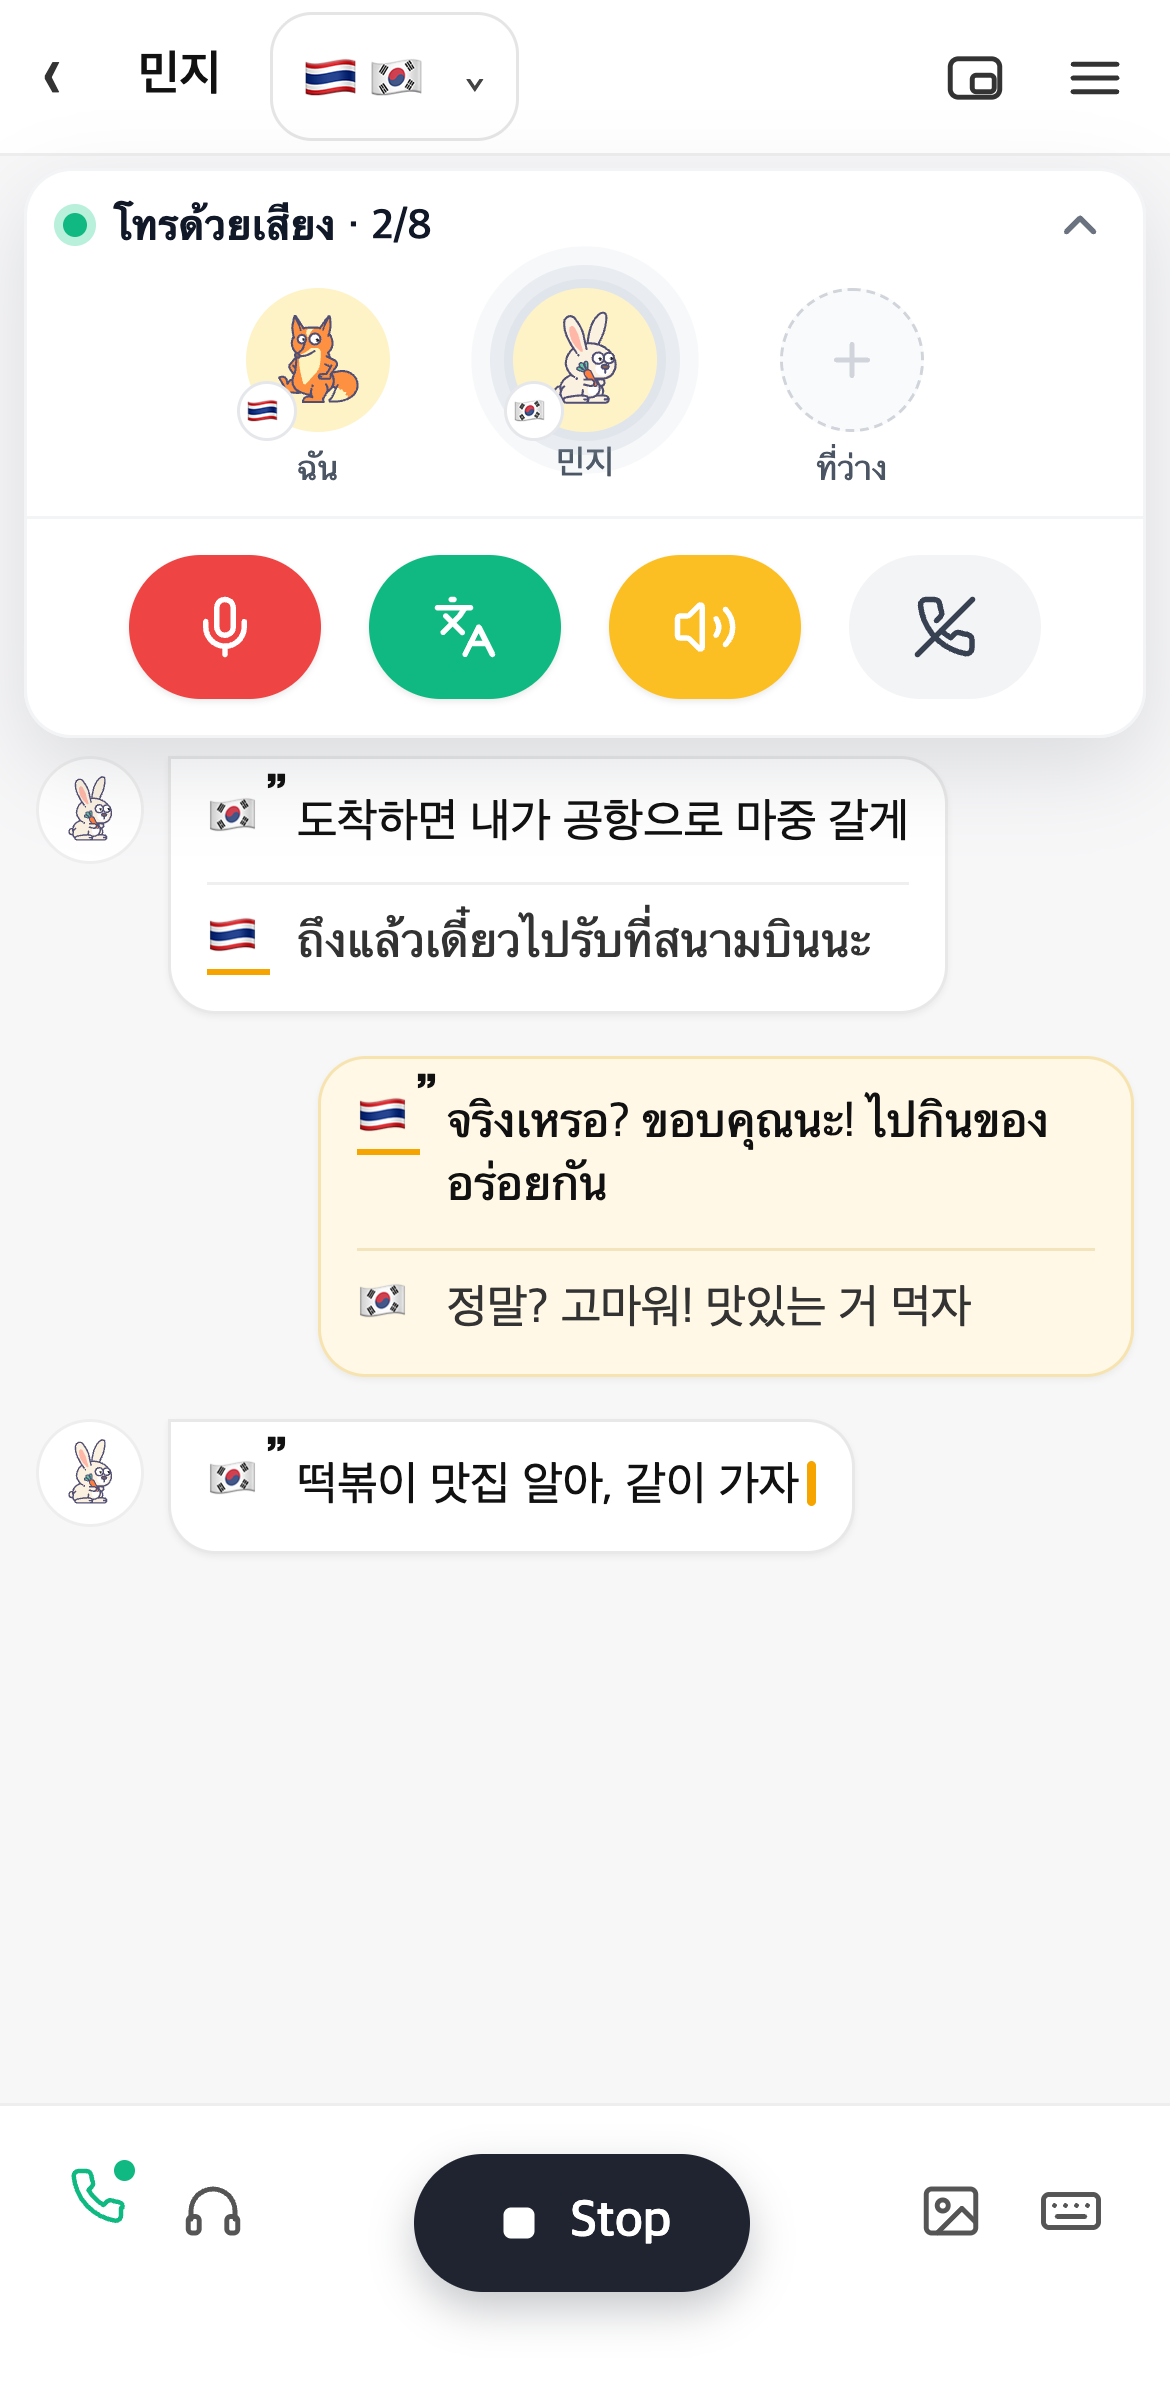 민지
โทรด้วยเสียง · 2/8
ฉัน
민지
ที่ว่าง
도착하면 내가 공항으로 마중 갈게
ถึงแล้วเดี๋ยวไปรับที่สนามบินนะ
จริงเหรอ? ขอบคุณนะ! ไปกินของ
อร่อยกัน
정말? 고마워! 맛있는 거 먹자
떡볶이 맛집 알아, 같이 가자
Stop